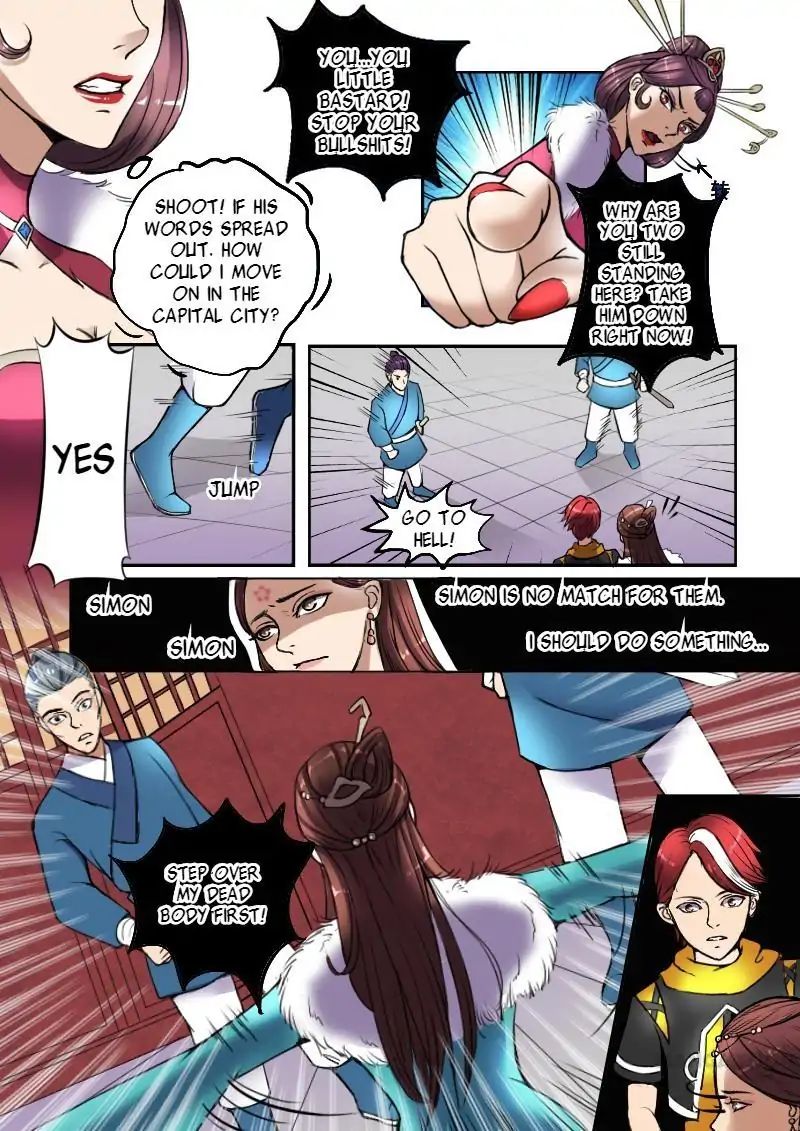 YOU...YOU
LITTLE
BASTARD!
STOP YOUR
BULLSHITS!
SHOOT! IF HIS
WORDS SPREAD
OUT. HOW
COULD I MOVE
ON IN THE
CAPITAL CITY?
WHY ARE
YOU TWO
STILL
STANDING
HERE? TAKE
HIM DOWN
RIGHT NOW!
YES
JUMP
GO TO
HELL!
SIMON
SIMON
SIMON IS NO MATCH FOR THEM.
I SHOULD DO SOMETHING...
STEP OVER
MY DEAD
BODY FIRST!